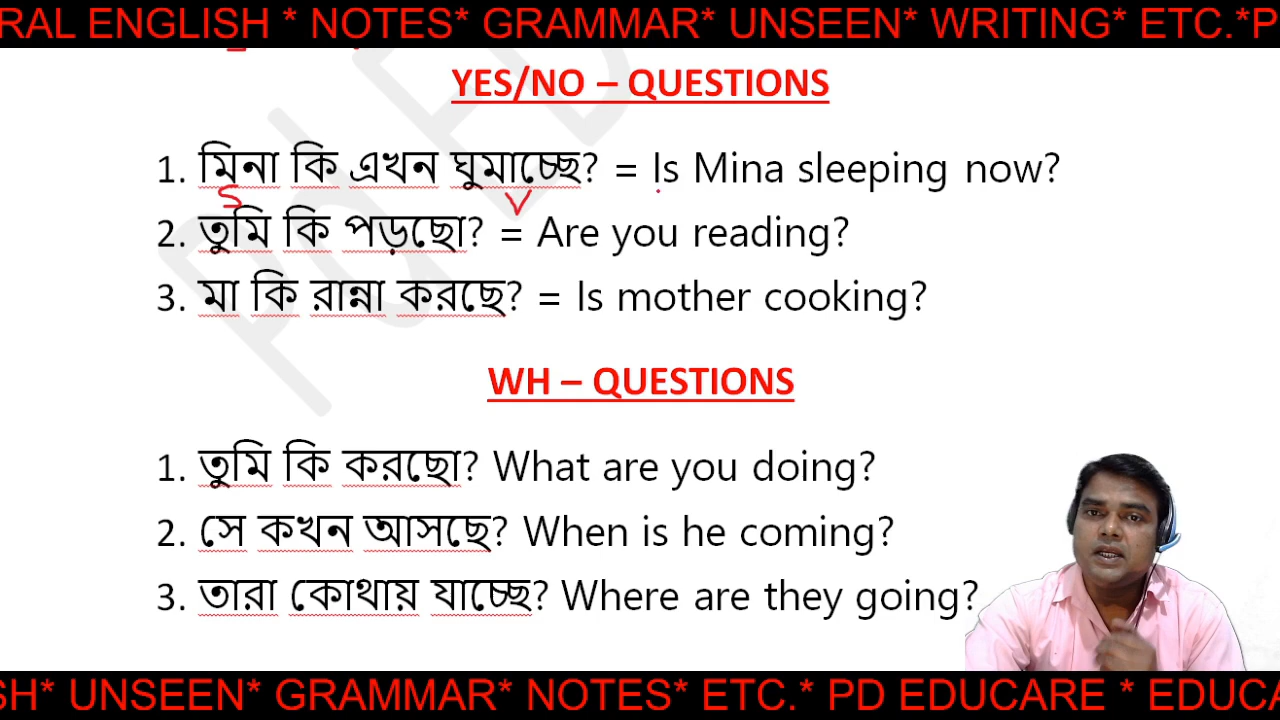 RAL ENGLISH * NOTES* GRAMMAR* UNSEEN* WRITING* ETC.*PD
YES/NO – QUESTIONS
1. মিনা কি এখন ঘুমাচ্ছে? = Is Mina sleeping now?
S V
2. তুমি কি পড়ছো? = Are you reading?
3. মা কি রান্না করছে? = Is mother cooking?
WH – QUESTIONS
1. তুমি কি করছো? What are you doing?
2. সে কখন আসছে? When is he coming?
3. তারা কোথায় যাচ্ছে? Where are they going?
SH* UNSEEN* GRAMMAR* NOTES* ETC.* PD EDUCARE * EDUCA